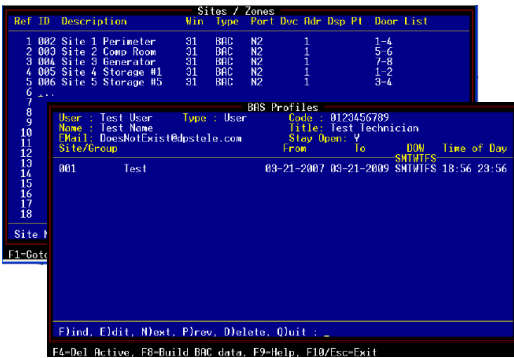 Sites / Zones
Ref ID Description Win Type Port Dvc Adr Dsp Pt Door List
1 002 Site 1 Perimeter 31 BAC N2 1 1-4
2 003 Site 2 Comp Room 31 BAC N2 1 5-6
3 004 Site 3 Generator 31 BAC N2 1 7-8
4 005 Site 4 Storage #1 31 BAC N2 1 1-2
5 006 Site 5 Storage #5 31 BAC N2 1 3-4
6 _..
7
8
9
10
11
12
13
14
15
16
17
18
Site
F1=Goto
BAS Profiles
User : Test User Type : User Code : 0123456789
Name : Test Name Title: Test Technician
EMail: DoesNotExist@dpstele.com Stay Open: Y
Site/Group From To DOW Time of Day
SMTWTFS
001 Test 03-21-2007 03-21-2009 SMTWTFS 18:56 23:56
F)ind, E)dit, N)ext, P)rev, D)elete, Q)uit : _
F4=Del Active, F8=Build BAC data, F9=Help, F10/Esc=Exit